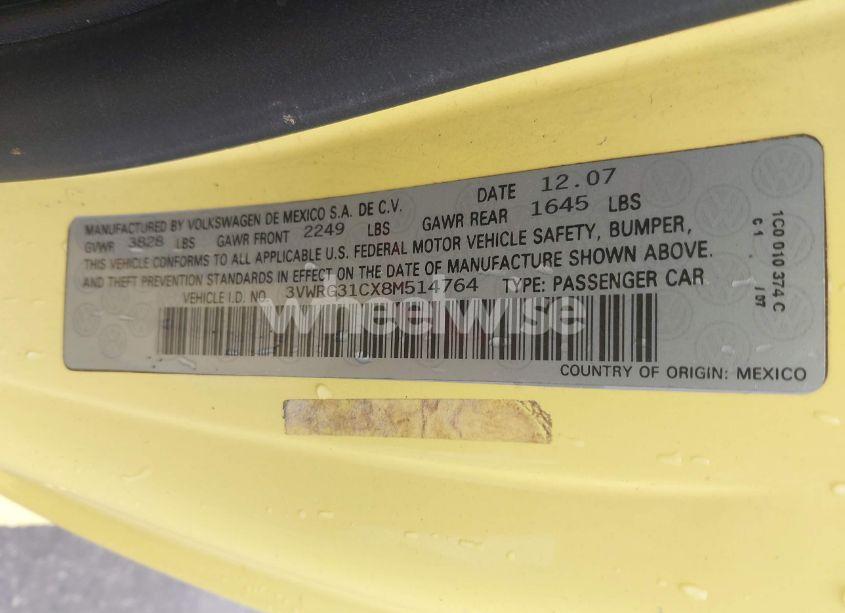 MANUFACTURED BY VOLKSWAGEN DE MEXICO S.A. DE C.V. DATE 12.07
GVWR 3828 LBS GAWR FRONT 2249 LBS GAWR REAR 1645 LBS
THIS VEHICLE CONFORMS TO ALL APPLICABLE U.S. FEDERAL MOTOR VEHICLE SAFETY, BUMPER,
AND THEFT PREVENTION STANDARDS IN EFFECT ON THE DATE OF MANUFACTURE SHOWN ABOVE.
VEHICLE I.D. NO. 3VWRG31CX8M514764 TYPE: PASSENGER CAR
wheelwise
COUNTRY OF ORIGIN: MEXICO
1C0 010 374 C